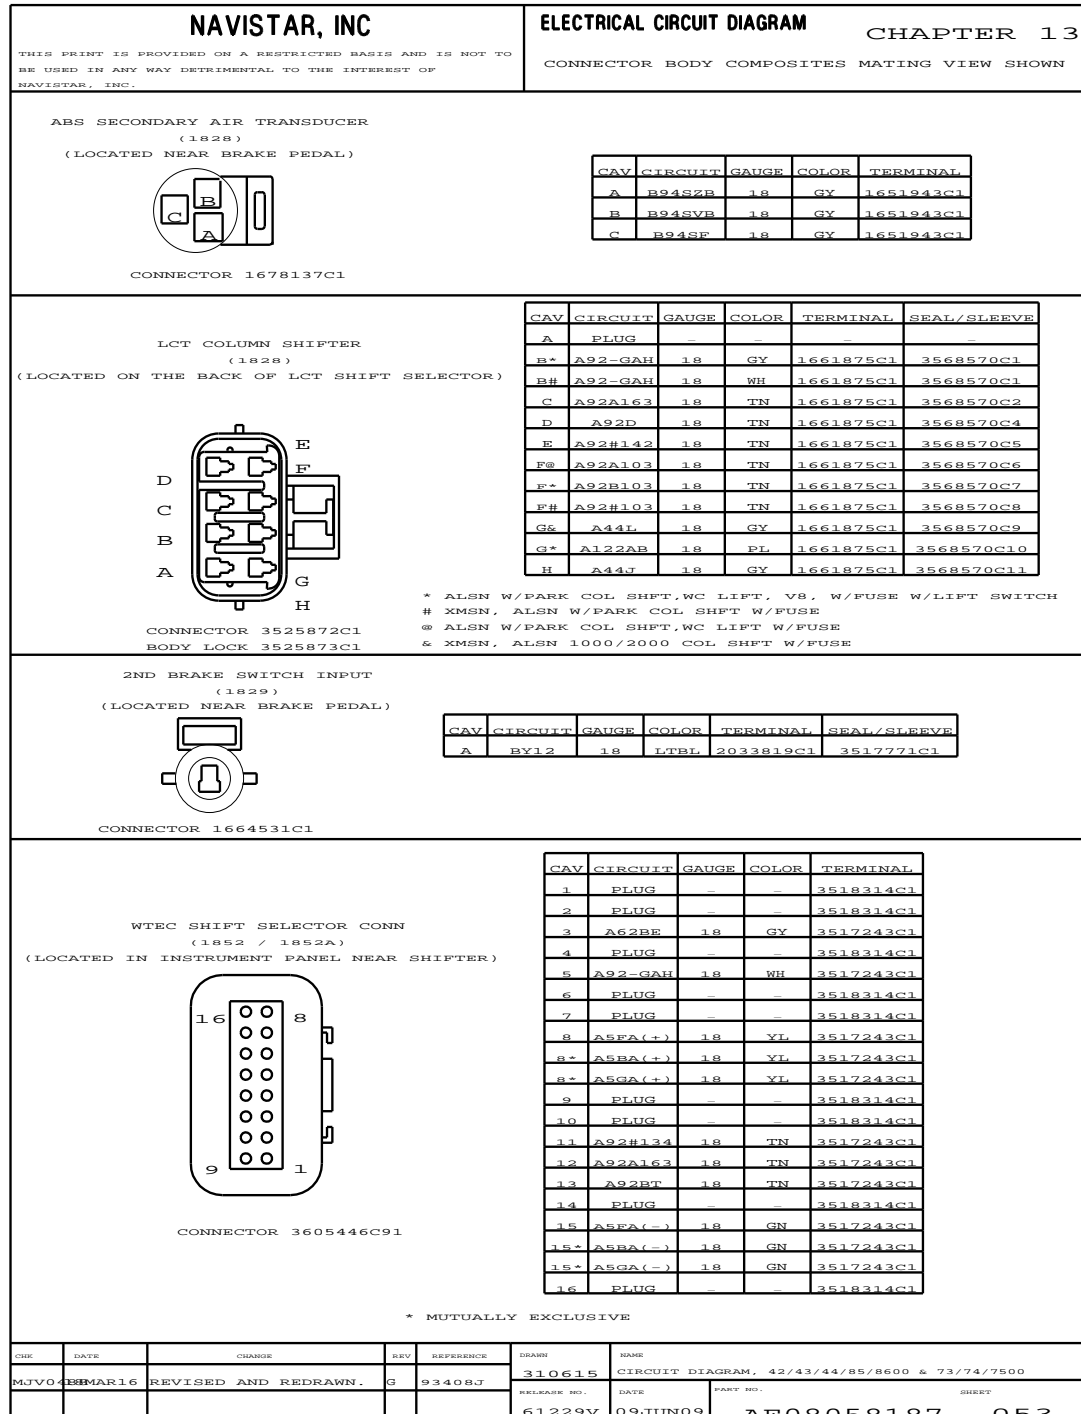 NAVISTAR, INC
THIS PRINT IS PROVIDED ON A RESTRICTED BASIS AND IS NOT TO
BE USED IN ANY WAY DETRIMENTAL TO THE INTEREST OF
NAVISTAR, INC.
ELECTRICAL CIRCUIT DIAGRAM
CHAPTER 13
CONNECTOR BODY COMPOSITES MATING VIEW SHOWN
ABS SECONDARY AIR TRANSDUCER
(1828)
(LOCATED NEAR BRAKE PEDAL)
B
C
A
CONNECTOR 1678137C1
CAV CIRCUIT GAUGE COLOR TERMINAL
A B94SZB 18 GY 1651943C1
B B94SVB 18 GY 1651943C1
C B94SF 18 GY 1651943C1
LCT COLUMN SHIFTER
(1828)
(LOCATED ON THE BACK OF LCT SHIFT SELECTOR)
E
F
D
C
B
A
G
H
CONNECTOR 3525872C1
BODY LOCK 3525873C1
CAV CIRCUIT GAUGE COLOR TERMINAL SEAL/SLEEVE
A PLUG – – – –
B* A92-GAH 18 GY 1661875C1 3568570C1
B# A92-GAH 18 WH 1661875C1 3568570C1
C A92A163 18 TN 1661875C1 3568570C2
D A92D 18 TN 1661875C1 3568570C4
E A92#142 18 TN 1661875C1 3568570C5
F@ A92A103 18 TN 1661875C1 3568570C6
F* A92B103 18 TN 1661875C1 3568570C7
F# A92#103 18 TN 1661875C1 3568570C8
G& A44L 18 GY 1661875C1 3568570C9
G* A122AB 18 PL 1661875C1 3568570C10
H A44J 18 GY 1661875C1 3568570C11
* ALSN W/PARK COL SHFT,WC LIFT, V8, W/FUSE W/LIFT SWITCH
# XMSN, ALSN W/PARK COL SHFT W/FUSE
@ ALSN W/PARK COL SHFT,WC LIFT W/FUSE
& XMSN, ALSN 1000/2000 COL SHFT W/FUSE
2ND BRAKE SWITCH INPUT
(1829)
(LOCATED NEAR BRAKE PEDAL)
CONNECTOR 1664531C1
CAV CIRCUIT GAUGE COLOR TERMINAL SEAL/SLEEVE
A BY12 18 LTBL 2033819C1 3517771C1
WTEC SHIFT SELECTOR CONN
(1852 / 1852A)
(LOCATED IN INSTRUMENT PANEL NEAR SHIFTER)
16 8
9 1
CONNECTOR 3605446C91
CAV CIRCUIT GAUGE COLOR TERMINAL
1 PLUG – – 3518314C1
2 PLUG – – 3518314C1
3 A62BE 18 GY 3517243C1
4 PLUG – – 3518314C1
5 A92-GAH 18 WH 3517243C1
6 PLUG – – 3518314C1
7 PLUG – – 3518314C1
8 A5FA(+) 18 YL 3517243C1
8* A5BA(+) 18 YL 3517243C1
8* A5GA(+) 18 YL 3517243C1
9 PLUG – – 3518314C1
10 PLUG – – 3518314C1
11 A92#134 18 TN 3517243C1
12 A92A163 18 TN 3517243C1
13 A92BT 18 TN 3517243C1
14 PLUG – – 3518314C1
15 A5FA(-) 18 GN 3517243C1
15* A5BA(-) 18 GN 3517243C1
15* A5GA(-) 18 GN 3517243C1
16 PLUG – – 3518314C1
* MUTUALLY EXCLUSIVE
CHK DATE CHANGE REV REFERENCE
REVISED AND REDRAWN. G 93408J
DRAWN
310615
NAME
CIRCUIT DIAGRAM, 42/43/44/85/8600 & 73/74/7500
RELEASE NO.
61229V
DATE
09JUN09
PART NO.
AE08058187
SHEET
053